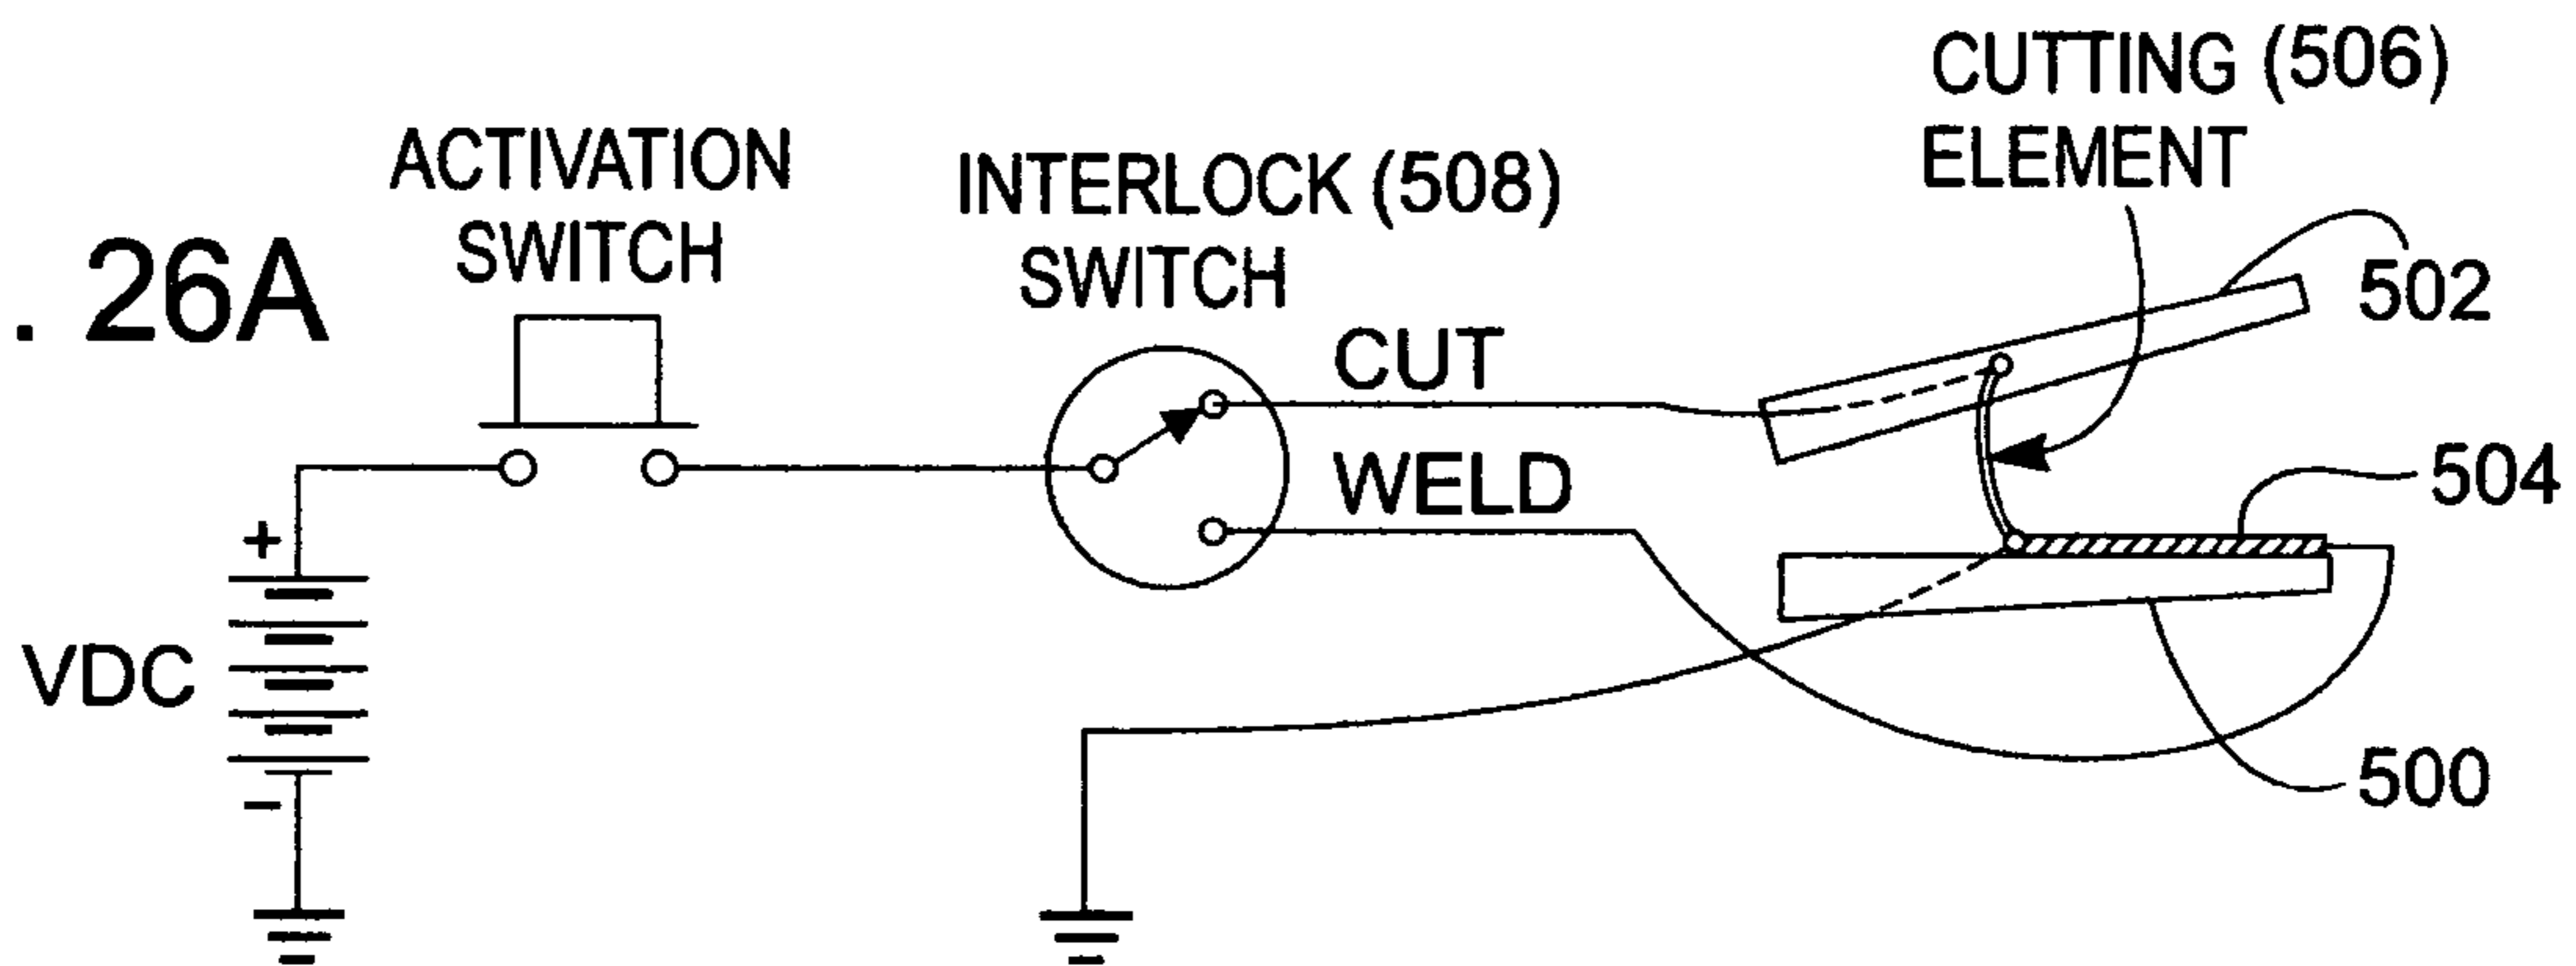 CUTTING (506)
ELEMENT
ACTIVATION
SWITCH
INTERLOCK (508)
SWITCH
. 26A
502
CUT
WELD
504
+
VDC
500
−